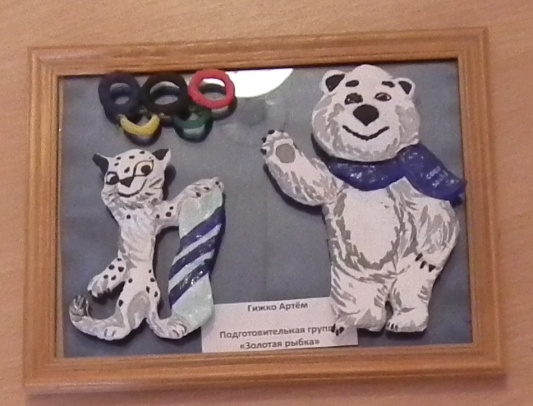 Гижко Артём
Подготовительная группа
«Золотая рыбка»